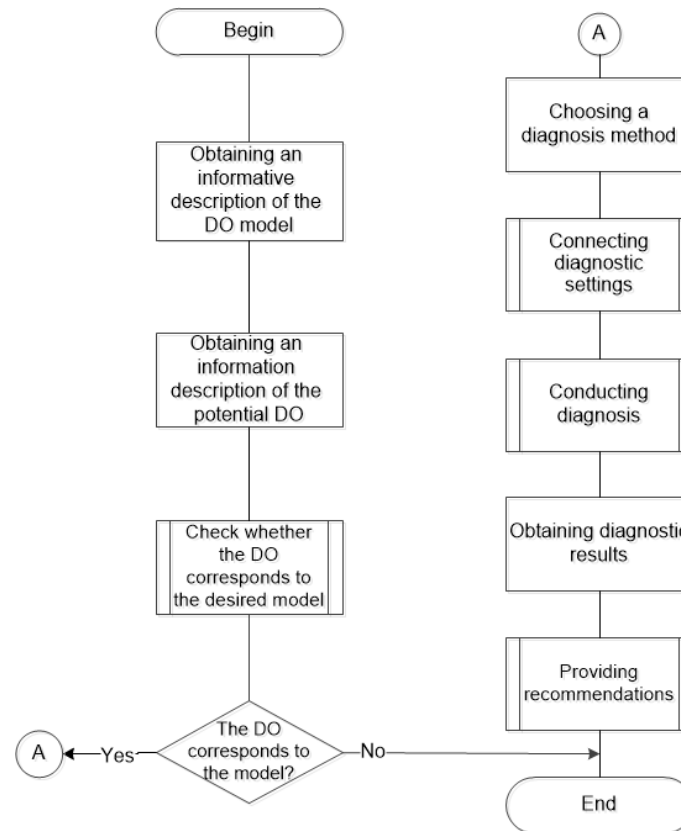 Begin
Obtaining an
informative
description of the
DO model
Obtaining an
information
description of the
potential DO
Check whether
the DO
corresponds to
the desired model
The DO
corresponds to
the model?
Yes
A
No
A
Choosing a
diagnosis method
Connecting
diagnostic
settings
Conducting
diagnosis
Obtaining diagnostic
results
Providing
recommendations
End